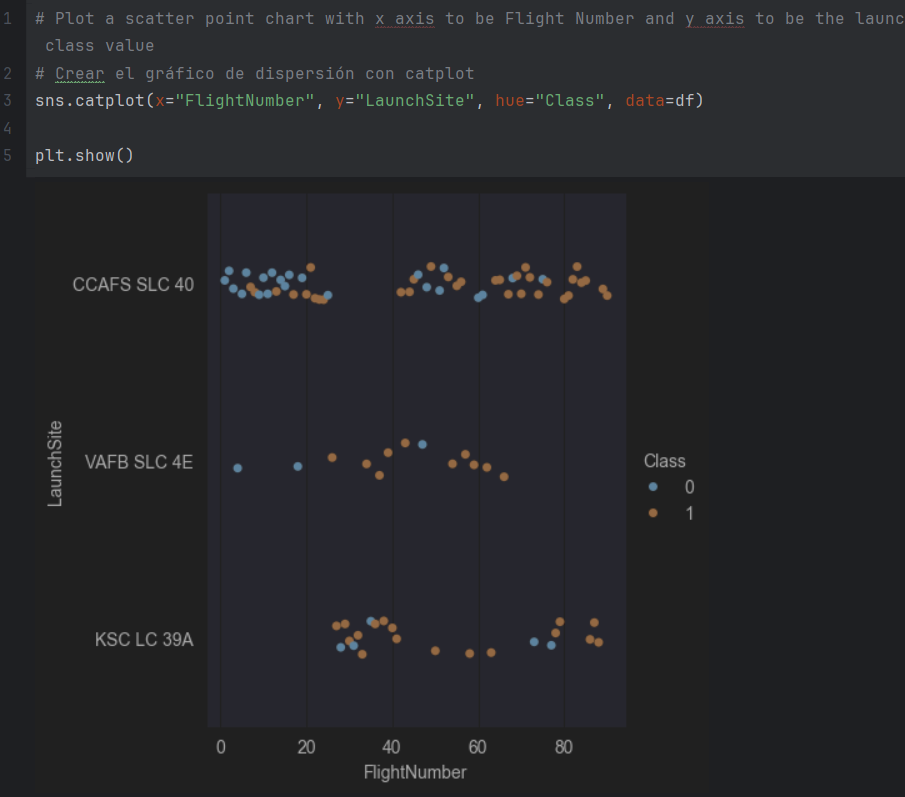 1 # Plot a scatter point chart with x axis to be Flight Number and y axis to be the launc
class value
2 # Crear el gráfico de dispersión con catplot
3 sns.catplot(x="FlightNumber", y="LaunchSite", hue="Class", data=df)
4
5 plt.show()
CCAFS SLC 40
VAFB SLC 4E
KSC LC 39A
LaunchSite
0 20 40 60 80
FlightNumber
Class
0
1